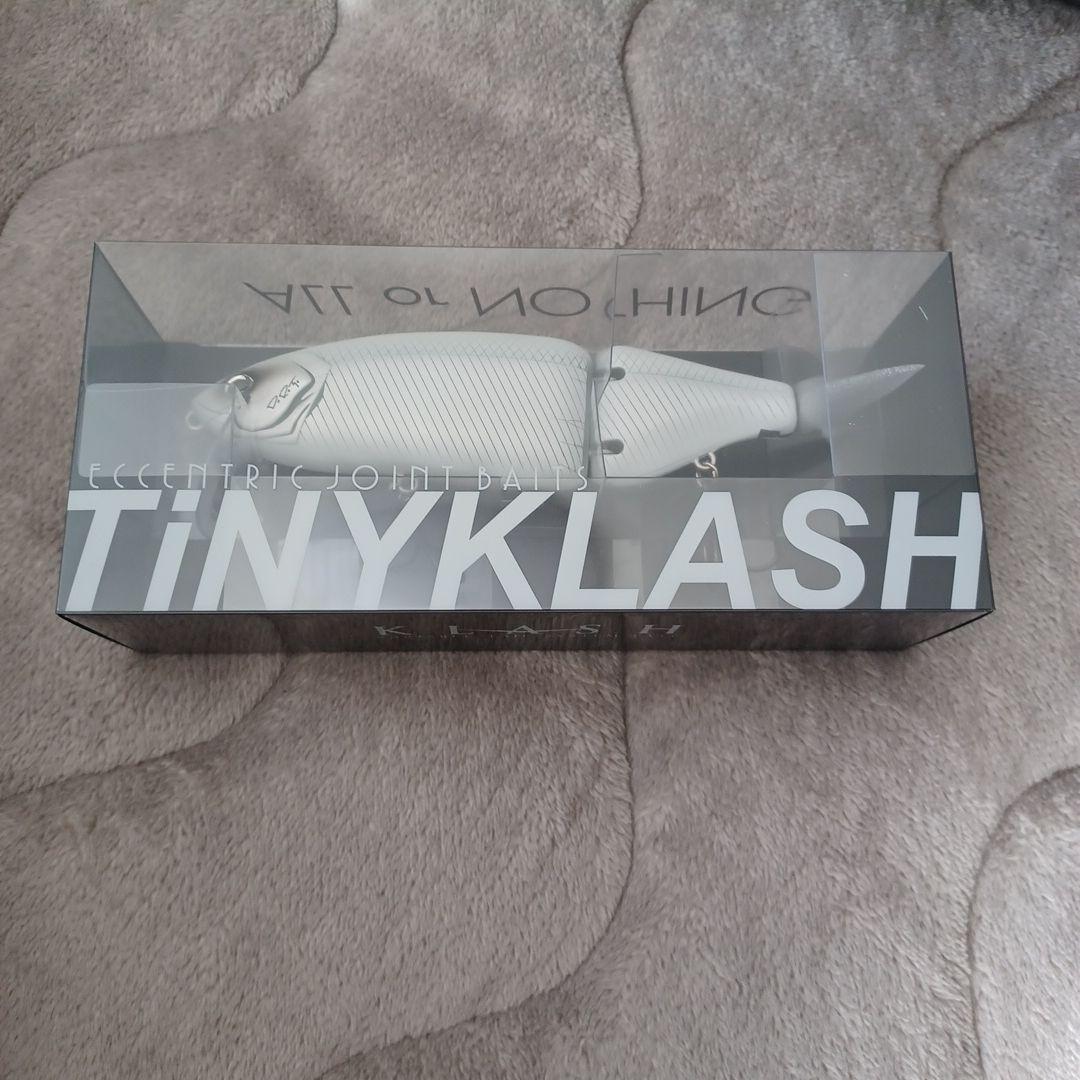 ALL or NOTHING
D.R.T.
ECCENTRIC JOINT BAITS
TiNYKLASH
KLASH